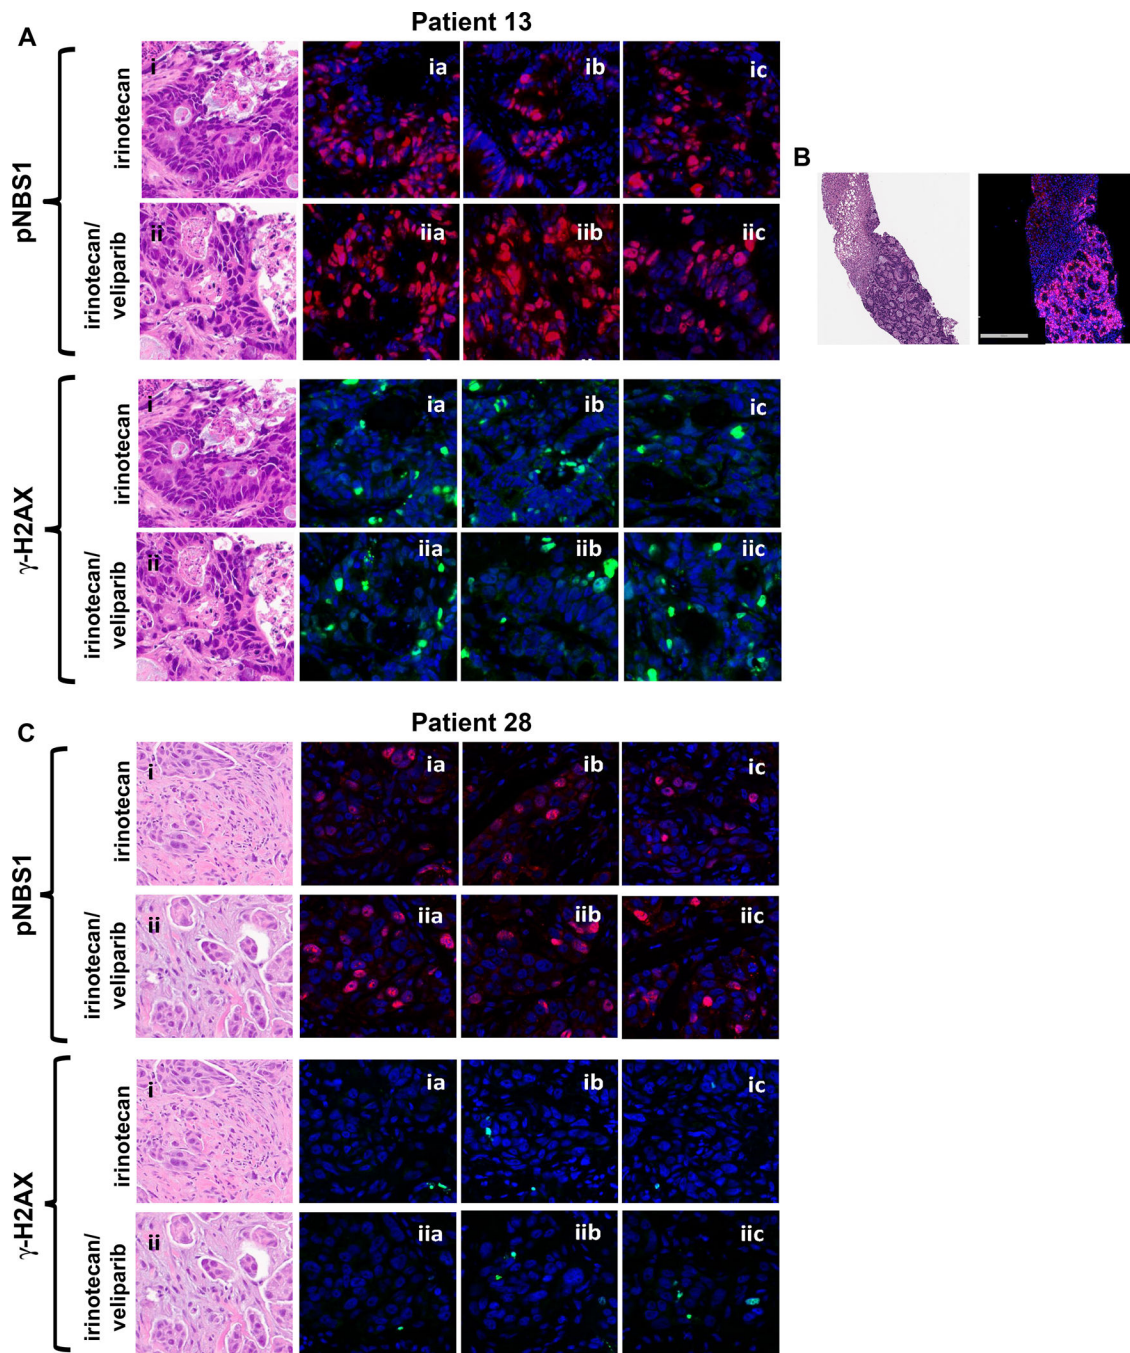 A
Patient 13
pNBS1
irinotecan
i
ia
ib
ic
irinotecan/
veliparib
ii
iia
iib
iic
B
γ-H2AX
irinotecan
i
ia
ib
ic
irinotecan/
veliparib
ii
iia
iib
iic
C
Patient 28
pNBS1
irinotecan
i
ia
ib
ic
irinotecan/
veliparib
ii
iia
iib
iic
γ-H2AX
irinotecan
i
ia
ib
ic
irinotecan/
veliparib
ii
iia
iib
iic